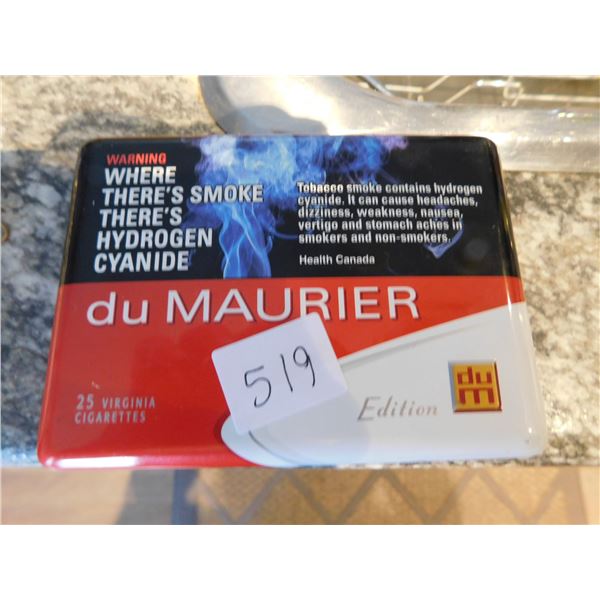 WARNING
WHERE
THERE'S SMOKE
THERE'S
HYDROGEN
CYANIDE
Tobacco smoke contains hydrogen
cyanide. It can cause headaches,
dizziness, weakness, nausea,
vertigo and stomach aches in
smokers and non-smokers.
Health Canada
du MAURIER
519
25 VIRGINIA
CIGARETTES
Edition
du
m